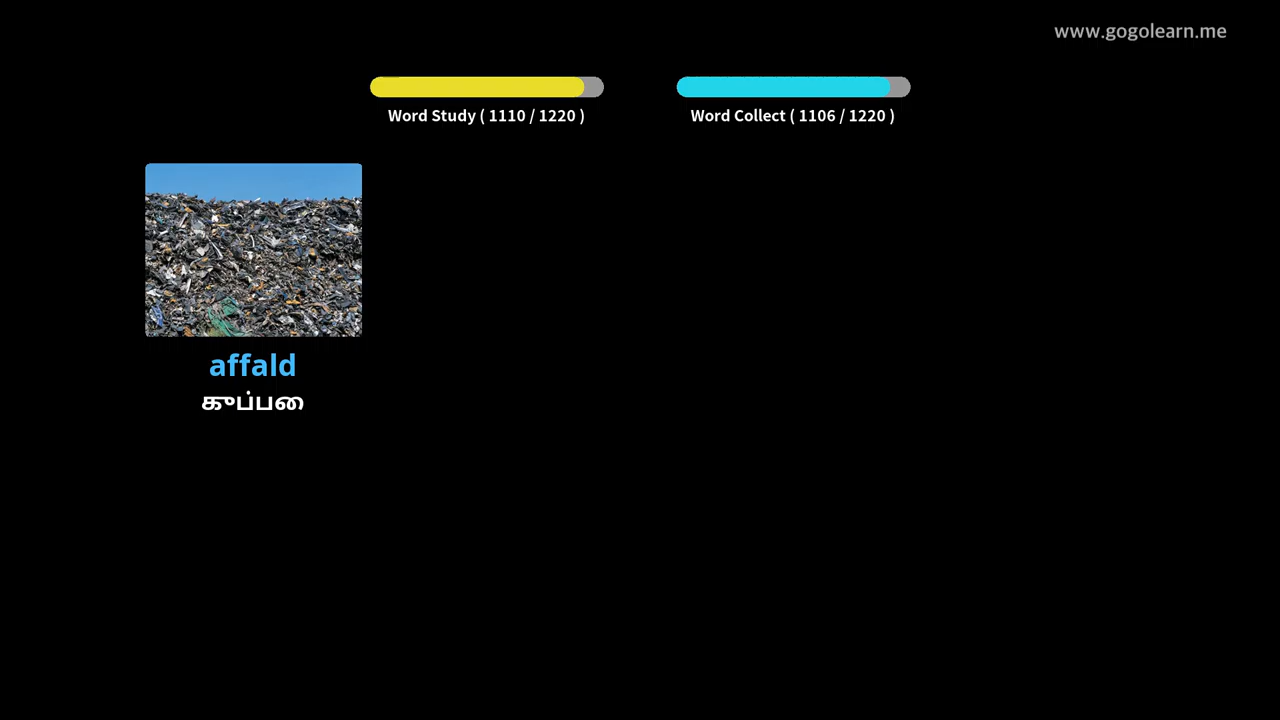 www.gogolearn.me
Word Study ( 1110 / 1220 )
Word Collect ( 1106 / 1220 )
affald
குப்பை